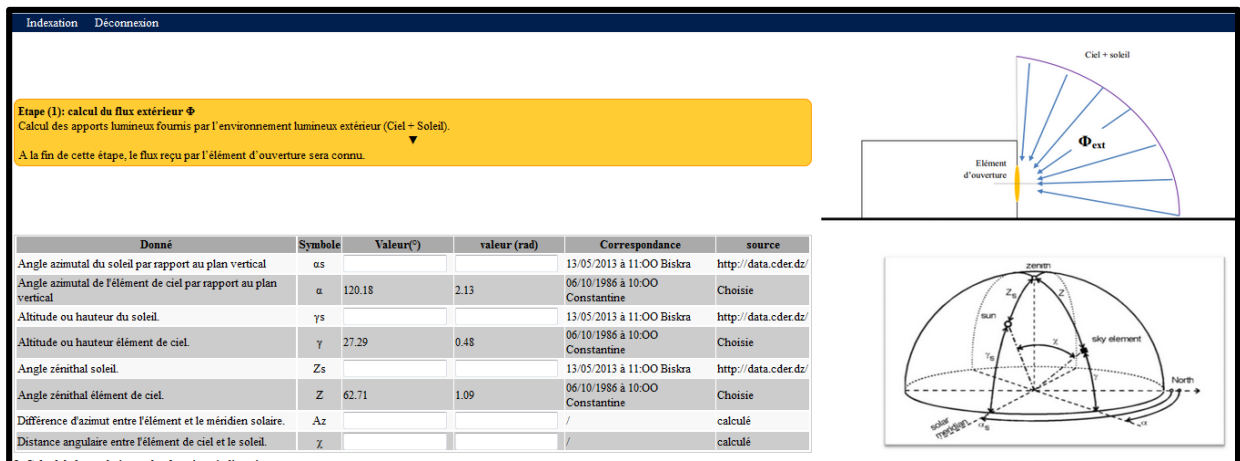 Indexation Déconnexion
Etape (1): calcul du flux extérieur Φ
Calcul des apports lumineux fournis par l'environnement lumineux extérieur (Ciel + Soleil).
▼
A la fin de cette étape, le flux reçu par l'élément d'ouverture sera connu.
Ciel + soleil
Φext
Elément
d'ouverture
Donné Symbole Valeur(°) valeur (rad) Correspondance source
Angle azimutal du soleil par rapport au plan vertical αs 13/05/2013 à 11:OO Biskra http://data.cder.dz/
Angle azimutal de l'élément de ciel par rapport au plan
vertical α 120.18 2.13 06/10/1986 à 10:OO
Constantine Choisie
Altitude ou hauteur du soleil. γs 13/05/2013 à 11:OO Biskra http://data.cder.dz/
Altitude ou hauteur élément de ciel. γ 27.29 0.48 06/10/1986 à 10:OO
Constantine Choisie
Angle zénithal soleil. Zs 13/05/2013 à 11:OO Biskra http://data.cder.dz/
Angle zénithal élément de ciel. Z 62.71 1.09 06/10/1986 à 10:OO
Constantine Choisie
Différence d'azimut entre l'élément et le méridien solaire. Az / calculé
Distance angulaire entre l'élément de ciel et le soleil. χ / calculé
zenith
Zs Z
sun
χ sky element
γs γ
North
solar
meridian αs α